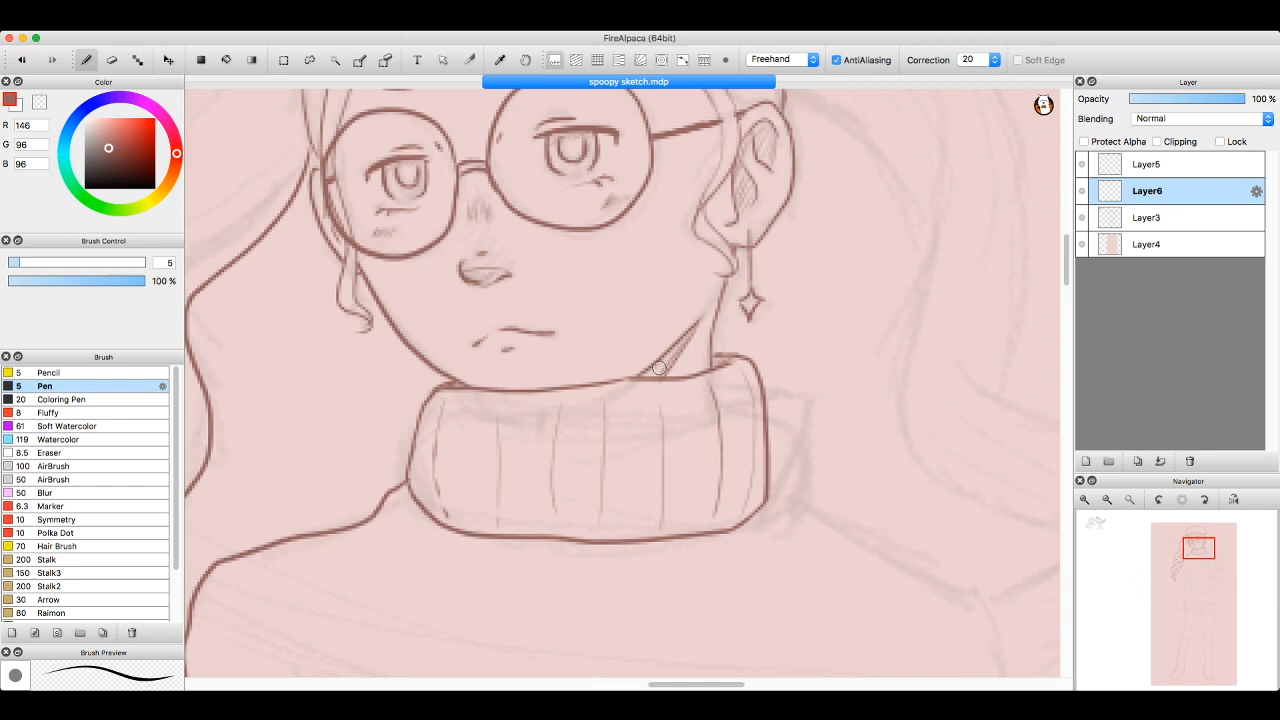 FireAlpaca (64bit)
T Freehand AntiAliasing Correction 20 Soft Edge
spoopy sketch.mdp
Color
R 146
G 96
B 96
Brush Control
5
100 %
Brush
5 Pencil
5 Pen
20 Coloring Pen
8 Fluffy
61 Soft Watercolor
119 Watercolor
8.5 Eraser
100 AirBrush
50 AirBrush
50 Blur
6.3 Marker
10 Symmetry
10 Polka Dot
70 Hair Brush
200 Stalk
150 Stalk3
200 Stalk2
30 Arrow
80 Raimon
Brush Preview
Layer
Opacity 100 %
Blending Normal
Protect Alpha Clipping Lock
Layer5
Layer6
Layer3
Layer4
Navigator